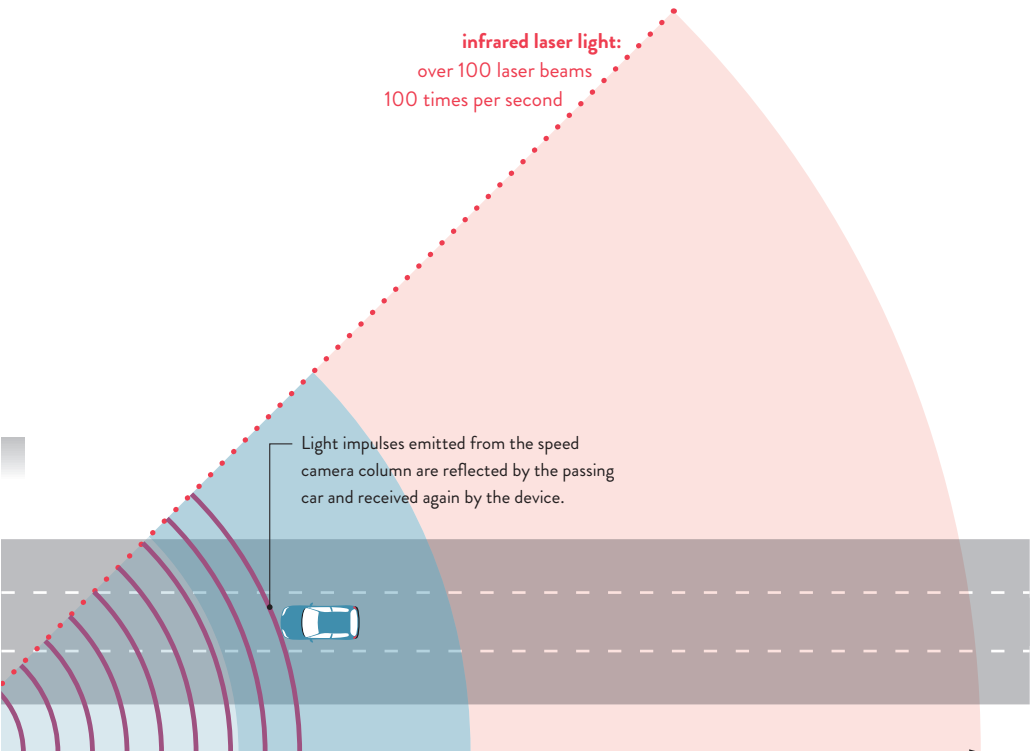 infrared laser light:
over 100 laser beams
100 times per second
Light impulses emitted from the speed
camera column are reflected by the passing
car and received again by the device.